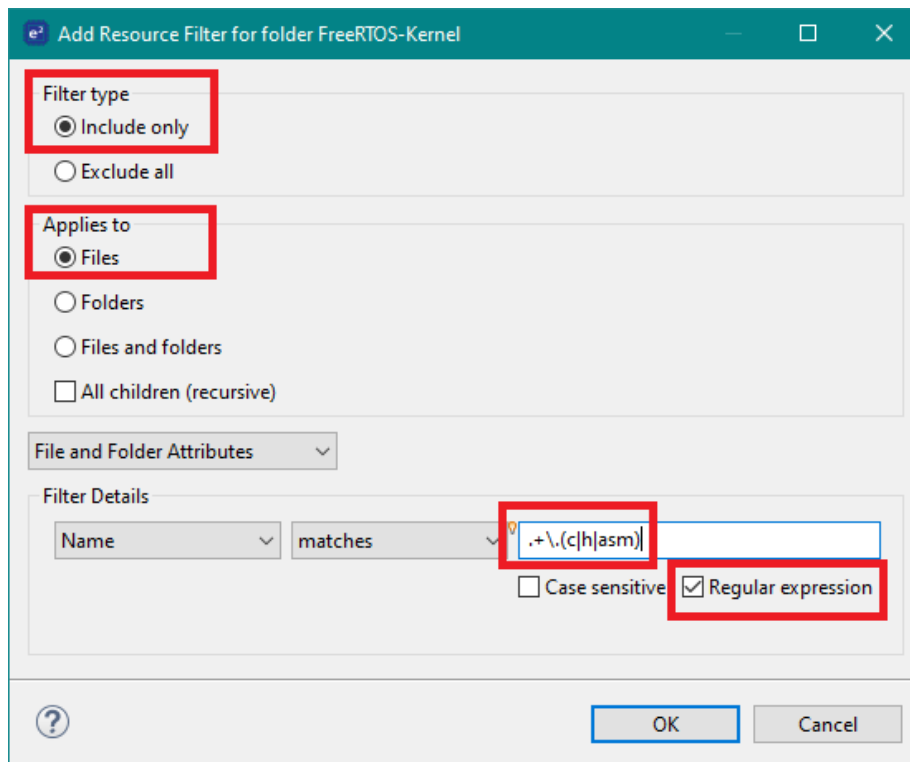 e² Add Resource Filter for folder FreeRTOS-Kernel
Filter type
Include only
Exclude all
Applies to
Files
Folders
Files and folders
All children (recursive)
File and Folder Attributes
Filter Details
Name matches .+\.(c|h|asm)
Case sensitive Regular expression
? OK Cancel